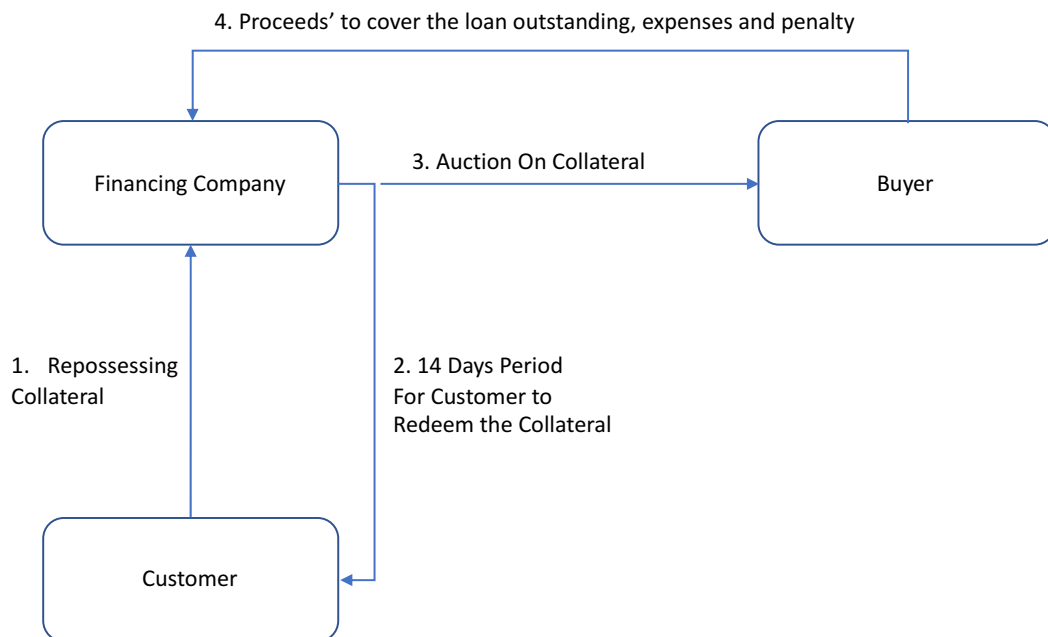 4. Proceeds’ to cover the loan outstanding, expenses and penalty
Financing Company
3. Auction On Collateral
Buyer
1. Repossessing
Collateral
2. 14 Days Period
For Customer to
Redeem the Collateral
Customer